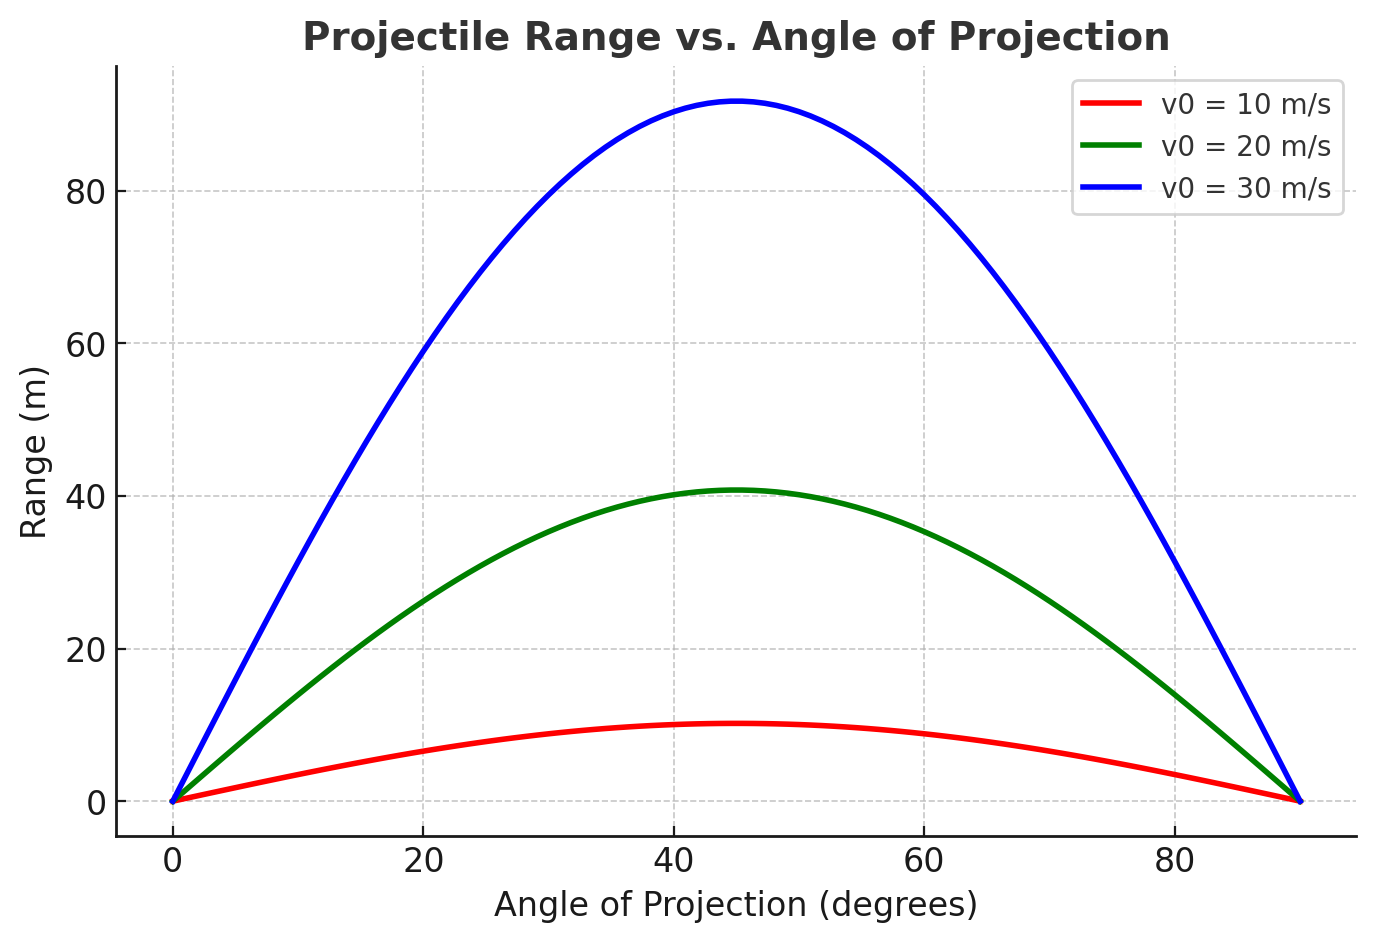 Projectile Range vs. Angle of Projection
v0 = 10 m/s
v0 = 20 m/s
v0 = 30 m/s
80
60
40
20
0
Range (m)
0 20 40 60 80
Angle of Projection (degrees)